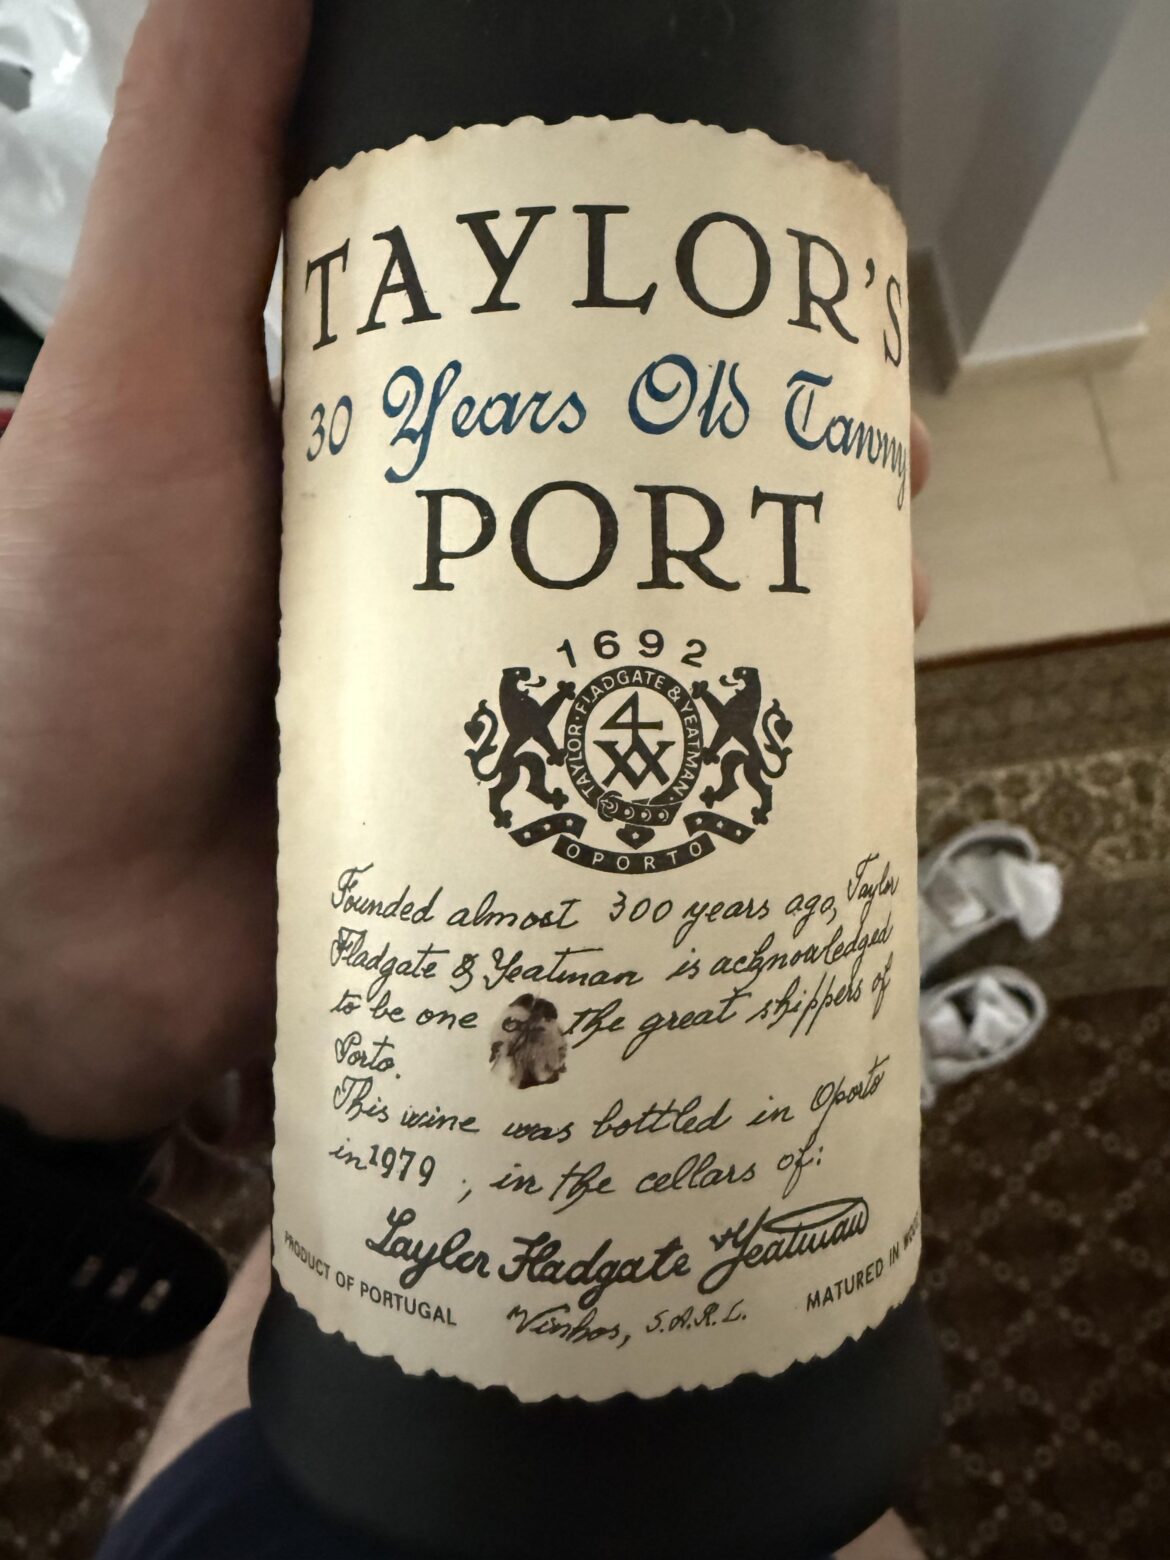 TAYLOR'S
30 Years Old Tawny
PORT
1692
TAYLOR·FLADGATE & YEATMAN·
OPORTO
Founded almost 300 years ago, Taylor
Fladgate & Yeatman is acknowledged
to be one of the great shippers of
Porto.
This wine was bottled in Oporto
in 1979, in the cellars of:
Taylor Fladgate & Yeatman
Vinhos, S.A.R.L.
PRODUCT OF PORTUGAL
MATURED IN WOOD